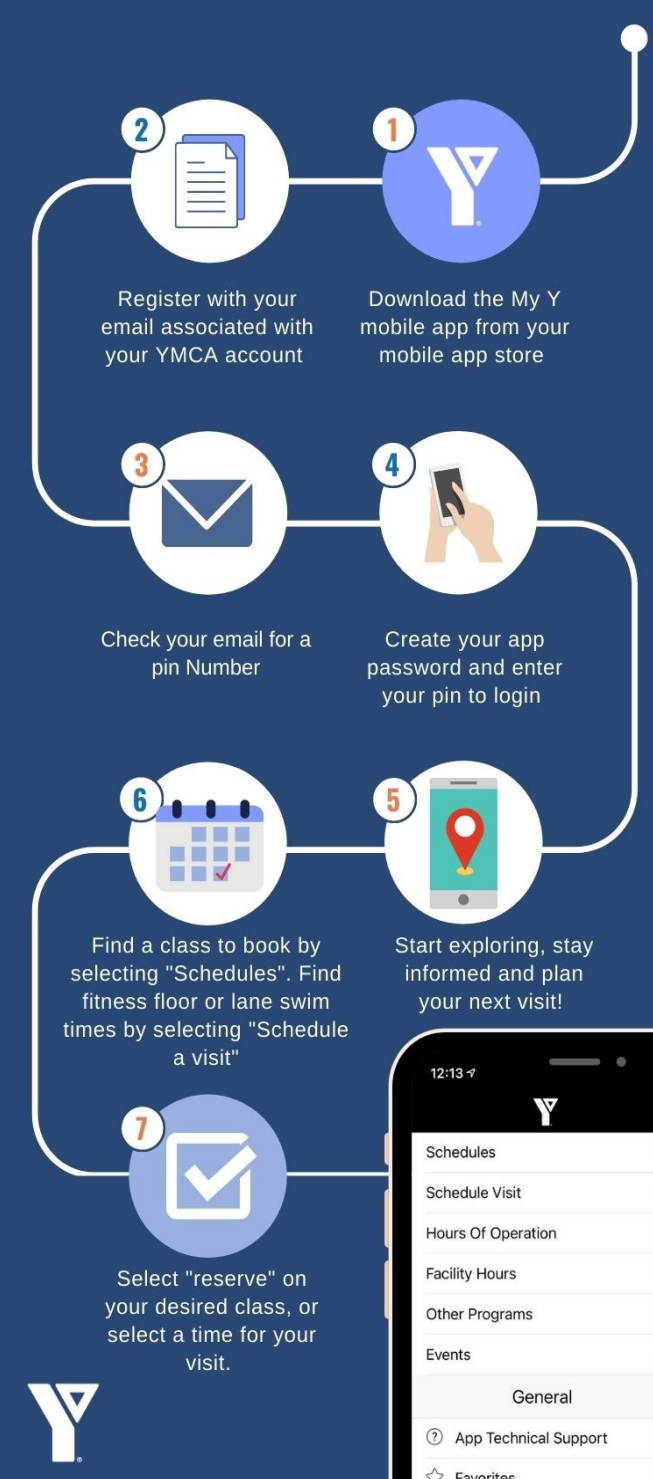 1
Download the My Y
mobile app from your
mobile app store
2
Register with your
email associated with
your YMCA account
3
Check your email for a
pin Number
4
Create your app
password and enter
your pin to login
5
Start exploring, stay
informed and plan
your next visit!
6
Find a class to book by
selecting "Schedules". Find
fitness floor or lane swim
times by selecting "Schedule
a visit"
7
Select "reserve" on
your desired class, or
select a time for your
visit.
12:13
Schedules
Schedule Visit
Hours Of Operation
Facility Hours
Other Programs
Events
General
App Technical Support
Favorites